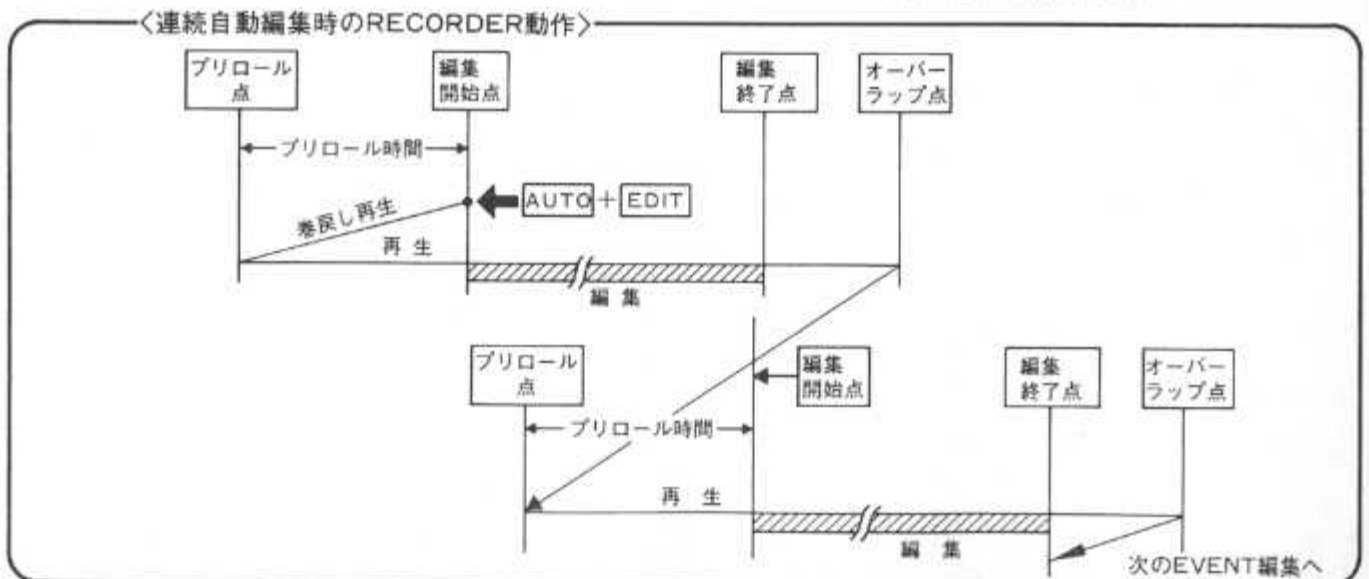 〈連続自動編集時のRECORDER動作〉
プリロール
点
編集
開始点
編集
終了点
オーバー
ラップ点
プリロール時間
AUTO+EDIT
巻戻し再生
再生
編集
プリロール
点
編集
開始点
編集
終了点
オーバー
ラップ点
プリロール時間
再生
編集
次のEVENT編集へ